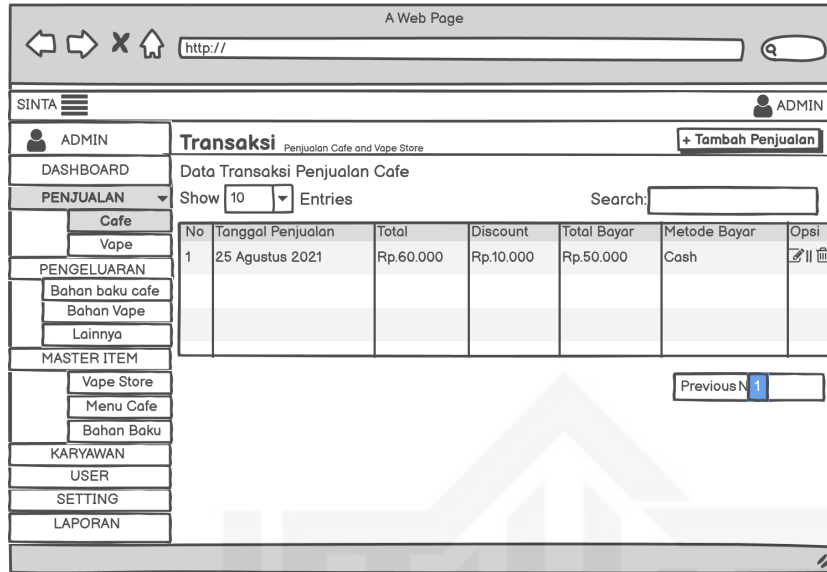 A Web Page
http://
SINTA
ADMIN
ADMIN
Transaksi Penjualan Cafe and Vape Store
+ Tambah Penjualan
DASHBOARD
PENJUALAN
Cafe
Vape
PENGELUARAN
Bahan baku cafe
Bahan Vape
Lainnya
MASTER ITEM
Vape Store
Menu Cafe
Bahan Baku
KARYAWAN
USER
SETTING
LAPORAN
Data Transaksi Penjualan Cafe
Show 10 Entries
Search:
No Tanggal Penjualan Total Discount Total Bayar Metode Bayar Opsi
1 25 Agustus 2021 Rp.60.000 Rp.10.000 Rp.50.000 Cash ||
Previous N 1